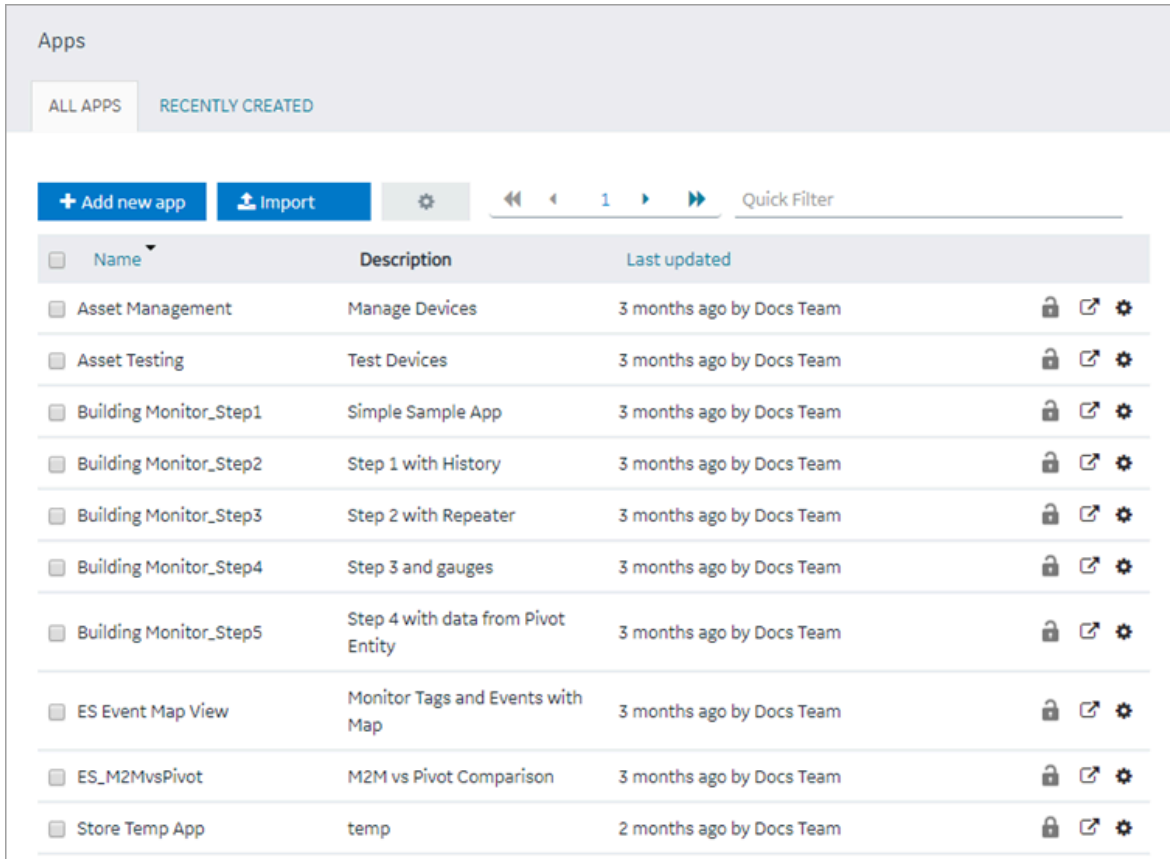 Apps
ALL APPS RECENTLY CREATED
Add new app Import 1 Quick Filter
Name Description Last updated
Asset Management Manage Devices 3 months ago by Docs Team
Asset Testing Test Devices 3 months ago by Docs Team
Building Monitor_Step1 Simple Sample App 3 months ago by Docs Team
Building Monitor_Step2 Step 1 with History 3 months ago by Docs Team
Building Monitor_Step3 Step 2 with Repeater 3 months ago by Docs Team
Building Monitor_Step4 Step 3 and gauges 3 months ago by Docs Team
Building Monitor_Step5 Step 4 with data from Pivot 3 months ago by Docs Team
Entity
ES Event Map View Monitor Tags and Events with 3 months ago by Docs Team
Map
ES_M2MvsPivot M2M vs Pivot Comparison 3 months ago by Docs Team
Store Temp App temp 2 months ago by Docs Team